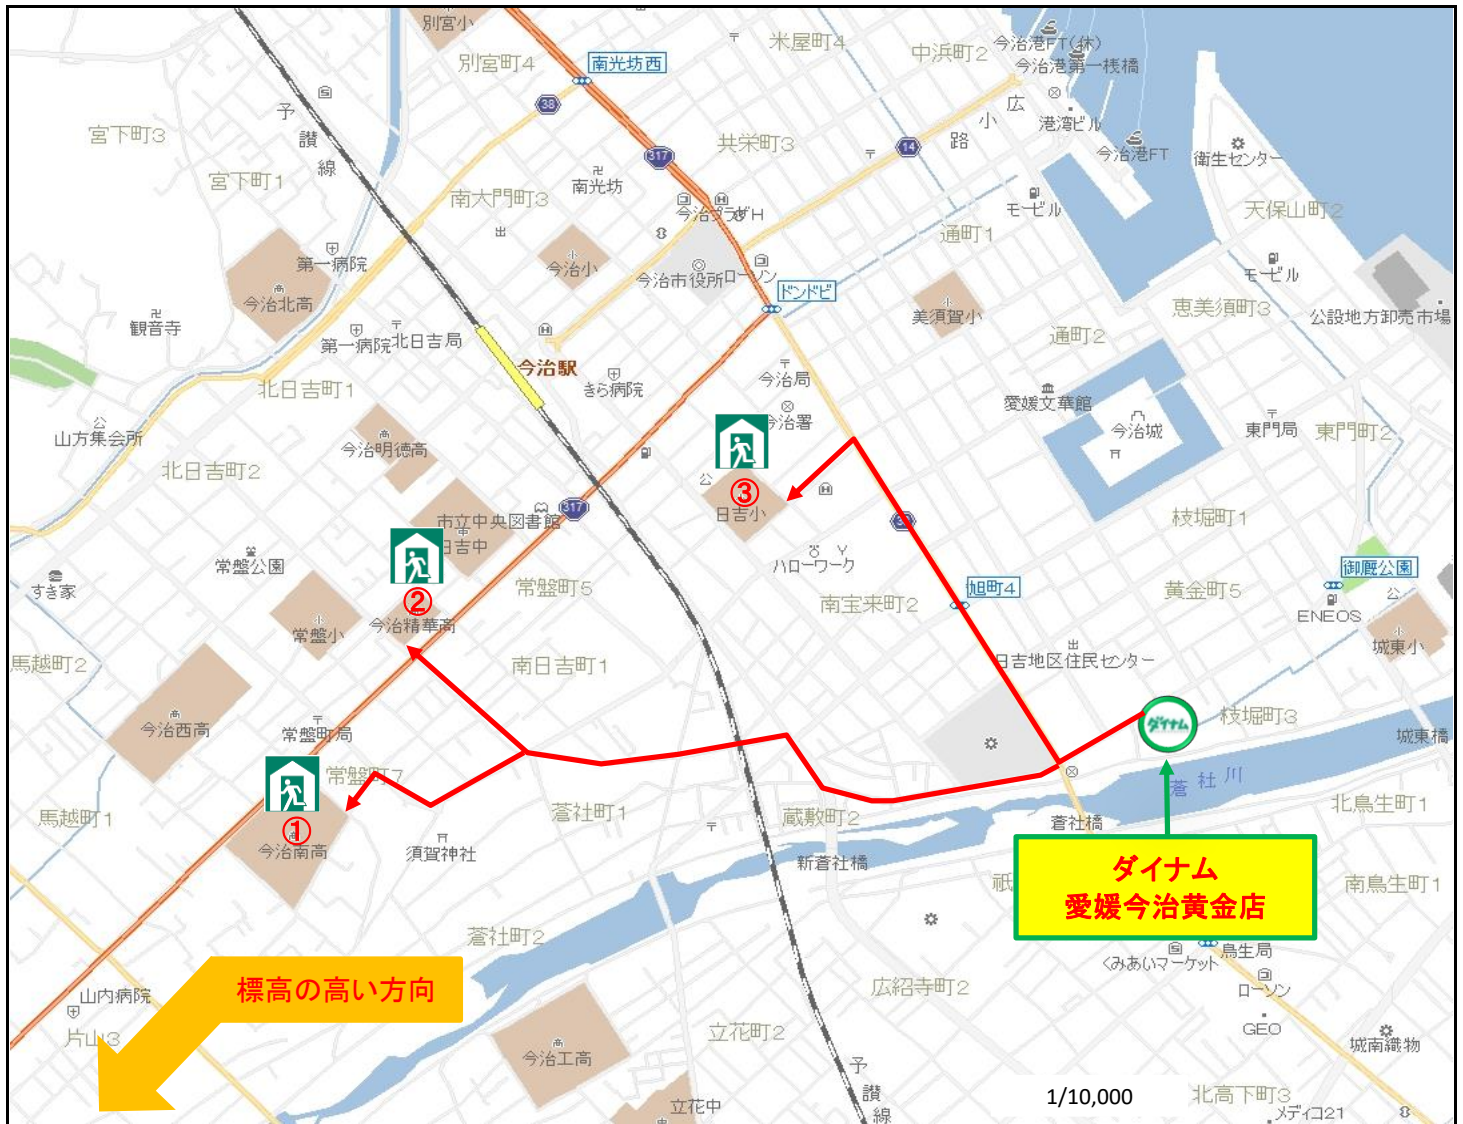 別宮小
米屋町4
中浜町2
今治港FT(休)
今治港第一桟橋
別宮町4
南光坊西
38
予
讃
線
広
小
路
港湾ビル
宮下町3
共栄町3
14
317
今治港FT
衛生センター
宮下町1
南光坊
南大門町3
今治プラザH
モービル
天保山町2
通町1
第一病院
今治小
今治市役所
ローソン
モービル
今治北高
ドンドビ
美須賀小
恵美須町3
公設地方卸売市場
観音寺
第一病院
北日吉局
通町2
今治駅
きら病院
今治局
北日吉町1
愛媛文華館
今治署
今治城
東門局
東門町2
山方集会所
今治明徳高
北日吉町2
③
日吉小
317
市立中央図書館
日吉中
枝堀町1
常盤公園
ハローワーク
御厩公園
すき家
常盤町5
旭町4
黄金町5
②
南宝来町2
ENEOS
常盤小
今治精華高
城東小
馬越町2
南日吉町1
日吉地区住民センター
今治西高
常盤町局
ダイナム
枝堀町3
城東橋
常盤町7
蒼社川
馬越町1
①
今治南高
蒼社町1
蔵敷町2
蒼社橋
北鳥生町1
須賀神社
新蒼社橋
祇
ダイナム
愛媛今治黄金店
南鳥生町1
蒼社町2
鳥生局
くみあいマーケット
標高の高い方向
山内病院
広紹寺町2
ローソン
片山3
立花町2
GEO
城南織物
今治工高
予
讃
線
1/10,000
北高下町3
立花中
メディコ21